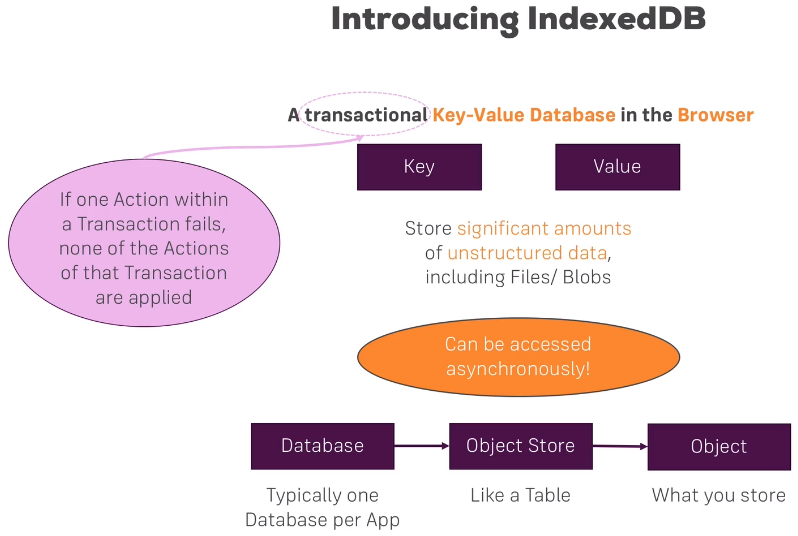 Introducing IndexedDB
A transactional Key-Value Database in the Browser
Key
Value
If one Action within
a Transaction fails,
none of the Actions
of that Transaction
are applied
Store significant amounts
of unstructured data,
including Files/ Blobs
Can be accessed
asynchronously!
Database
Object Store
Object
Typically one
Database per App
Like a Table
What you store